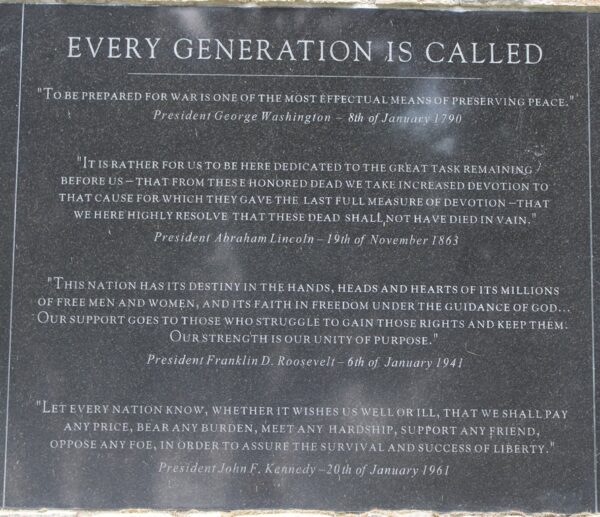 EVERY GENERATION IS CALLED
"TO BE PREPARED FOR WAR IS ONE OF THE MOST EFFECTUAL MEANS OF PRESERVING PEACE."
President George Washington – 8th of January 1790
"IT IS RATHER FOR US TO BE HERE DEDICATED TO THE GREAT TASK REMAINING
BEFORE US – THAT FROM THESE HONORED DEAD WE TAKE INCREASED DEVOTION TO
THAT CAUSE FOR WHICH THEY GAVE THE LAST FULL MEASURE OF DEVOTION – THAT
WE HERE HIGHLY RESOLVE THAT THESE DEAD SHALL NOT HAVE DIED IN VAIN."
President Abraham Lincoln – 19th of November 1863
"THIS NATION HAS ITS DESTINY IN THE HANDS, HEADS AND HEARTS OF ITS MILLIONS
OF FREE MEN AND WOMEN, AND ITS FAITH IN FREEDOM UNDER THE GUIDANCE OF GOD...
OUR SUPPORT GOES TO THOSE WHO STRUGGLE TO GAIN THOSE RIGHTS AND KEEP THEM.
OUR STRENGTH IS OUR UNITY OF PURPOSE."
President Franklin D. Roosevelt – 6th of January 1941
"LET EVERY NATION KNOW, WHETHER IT WISHES US WELL OR ILL, THAT WE SHALL PAY
ANY PRICE, BEAR ANY BURDEN, MEET ANY HARDSHIP, SUPPORT ANY FRIEND,
OPPOSE ANY FOE, IN ORDER TO ASSURE THE SURVIVAL AND SUCCESS OF LIBERTY."
President John F. Kennedy – 20th of January 1961